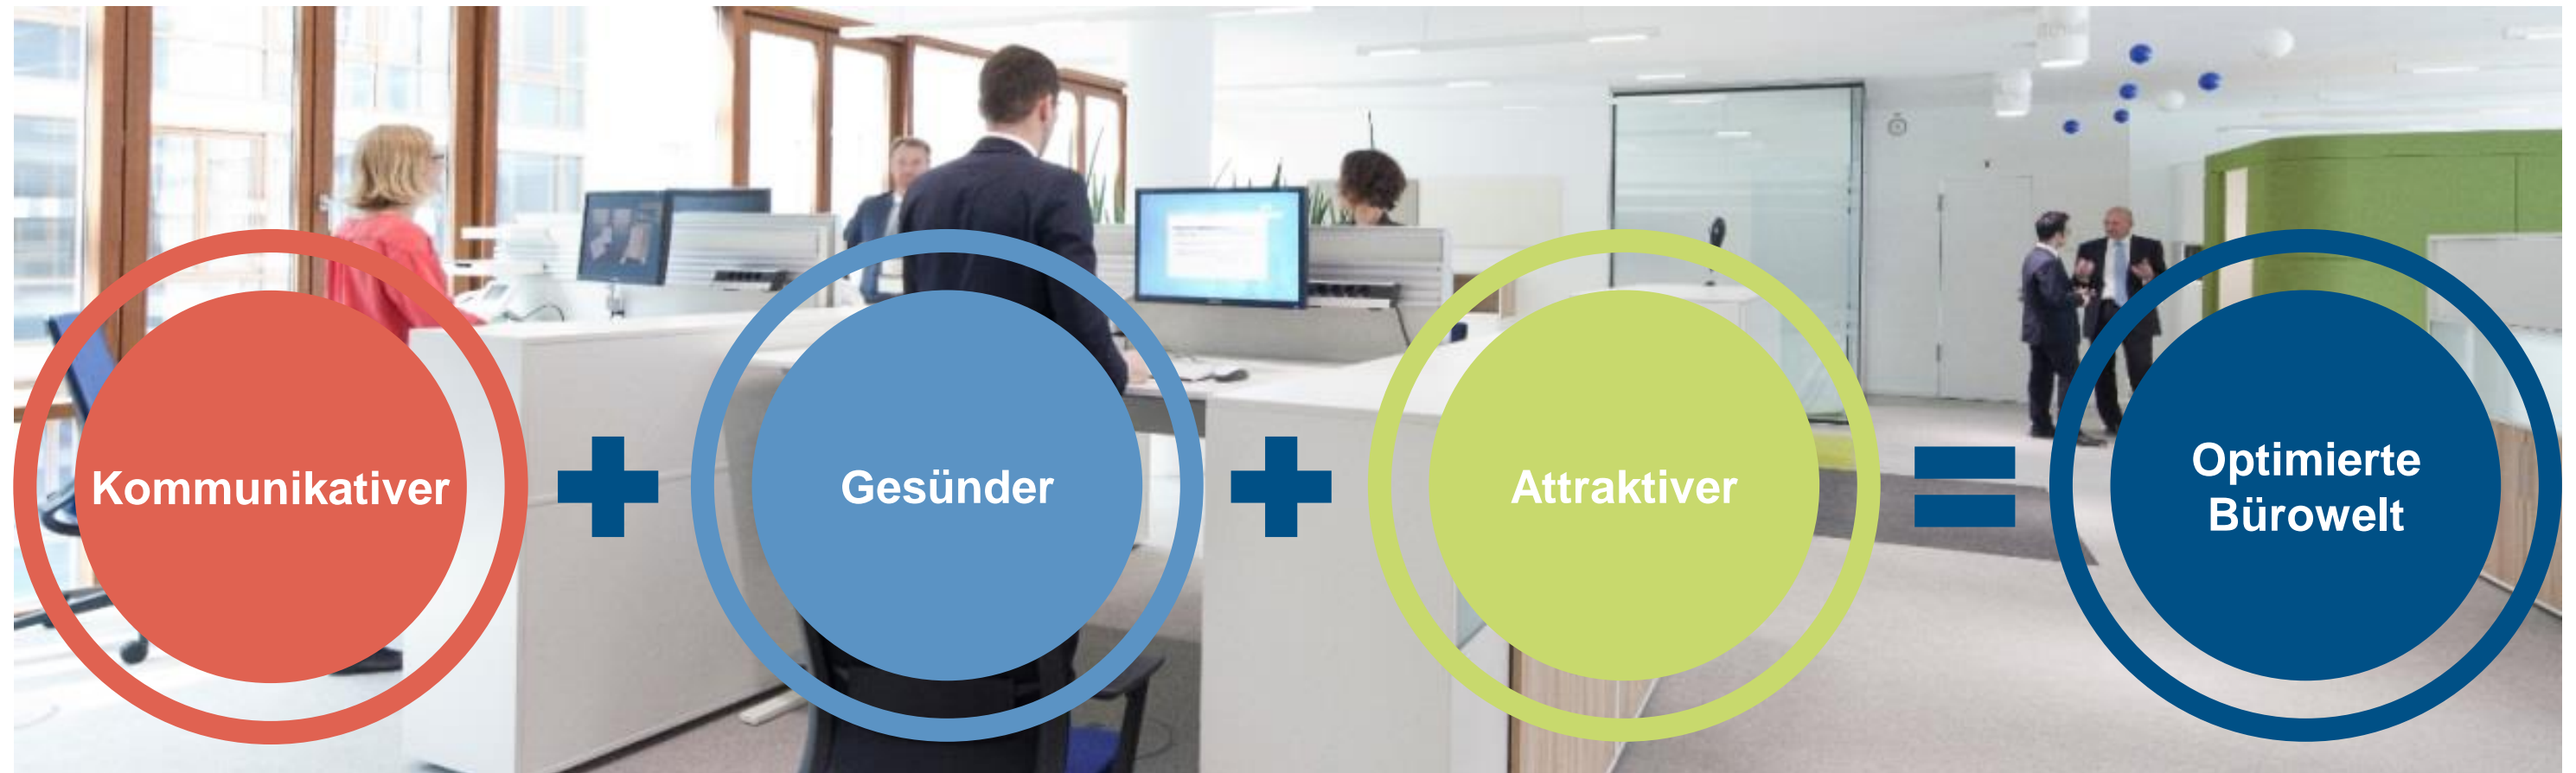 Kommunikativer
Gesünder
Attraktiver
Optimierte
Bürowelt